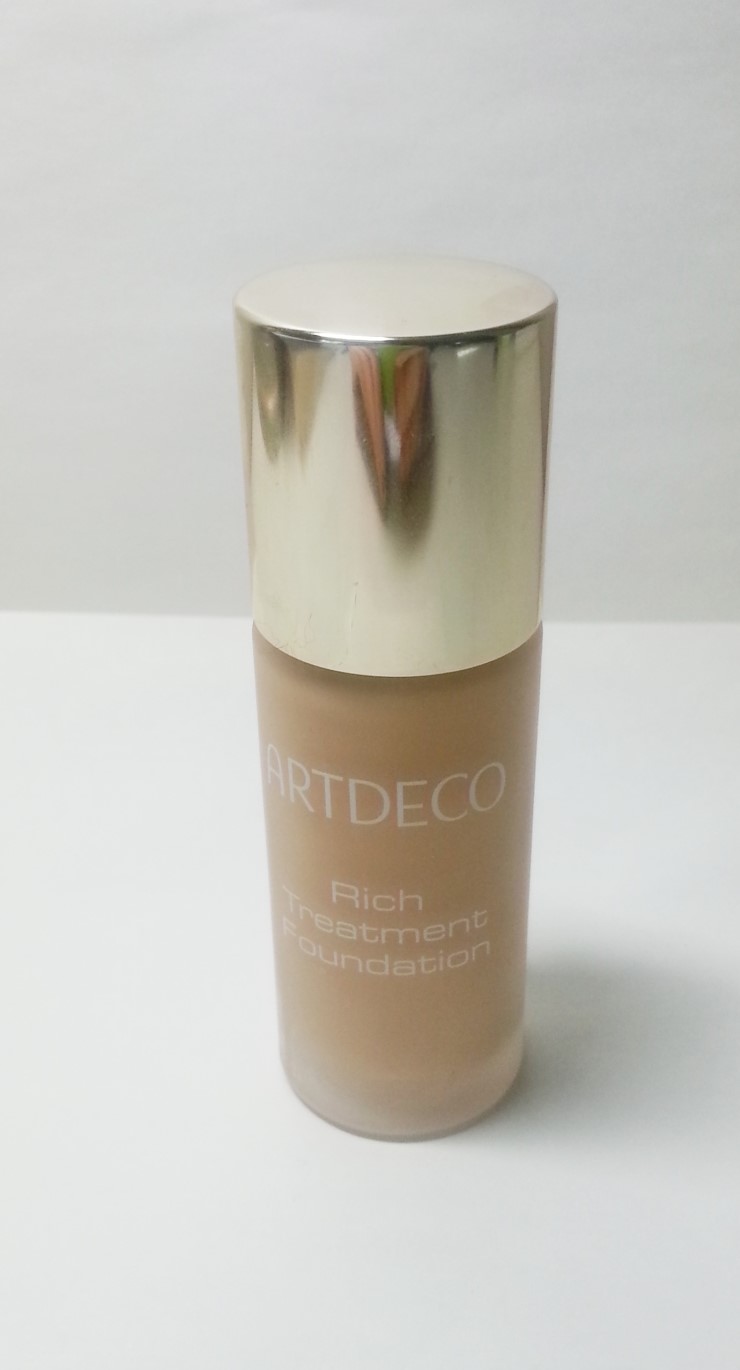 ARTDECO
Rich
Treatment
Foundation